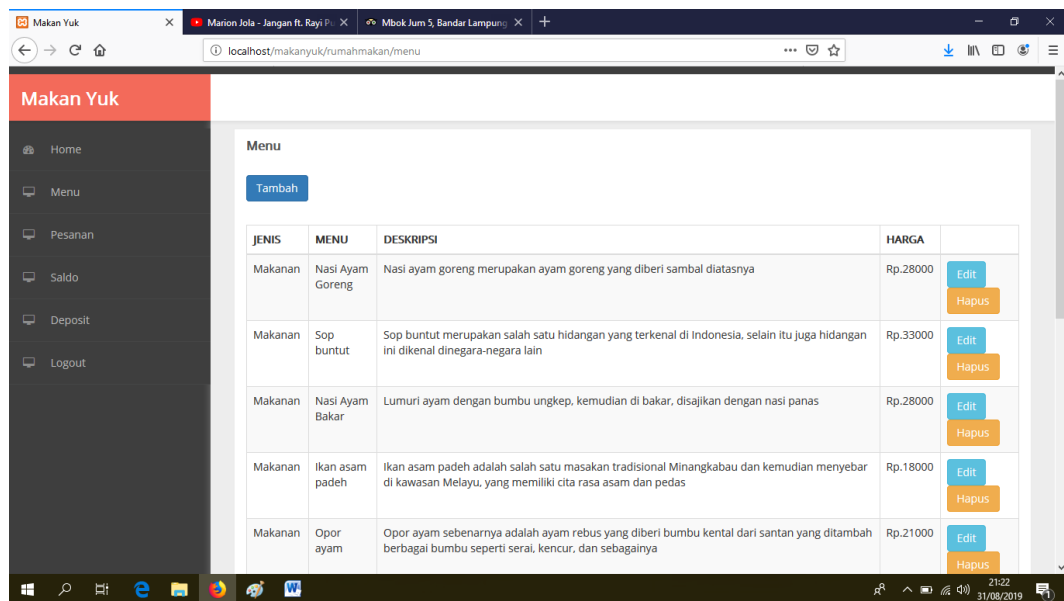 Makan Yuk
Marion Jola - Jangan ft. Rayi Pu
Mbok Jum 5, Bandar Lampung
localhost/makanyuk/rumahmakan/menu
Makan Yuk
Home
Menu
Pesanan
Saldo
Deposit
Logout
Menu
Tambah
JENIS MENU DESKRIPSI HARGA
Makanan Nasi Ayam Nasi ayam goreng merupakan ayam goreng yang diberi sambal diatasnya Rp.28000 Edit
Goreng
Hapus
Makanan Sop Sop buntut merupakan salah satu hidangan yang terkenal di Indonesia, selain itu juga hidangan Rp.33000 Edit
buntut ini dikenal dinegara-negara lain
Hapus
Makanan Nasi Ayam Lumuri ayam dengan bumbu ungkep, kemudian di bakar, disajikan dengan nasi panas Rp.28000 Edit
Bakar
Hapus
Makanan Ikan asam Ikan asam padeh adalah salah satu masakan tradisional Minangkabau dan kemudian menyebar Rp.18000 Edit
padeh di kawasan Melayu, yang memiliki cita rasa asam dan pedas
Hapus
Makanan Opor Opor ayam sebenarnya adalah ayam rebus yang diberi bumbu kental dari santan yang ditambah Rp.21000 Edit
ayam berbagai bumbu seperti serai, kencur, dan sebagainya
Hapus
21:22
31/08/2019